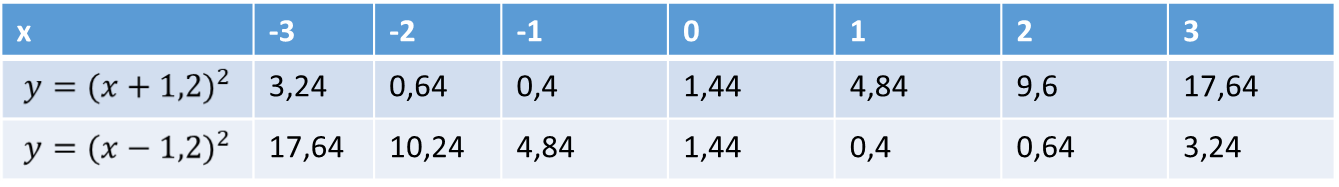 x -3 -2 -1 0 1 2 3
y = (x + 1,2)² 3,24 0,64 0,4 1,44 4,84 9,6 17,64
y = (x − 1,2)² 17,64 10,24 4,84 1,44 0,4 0,64 3,24